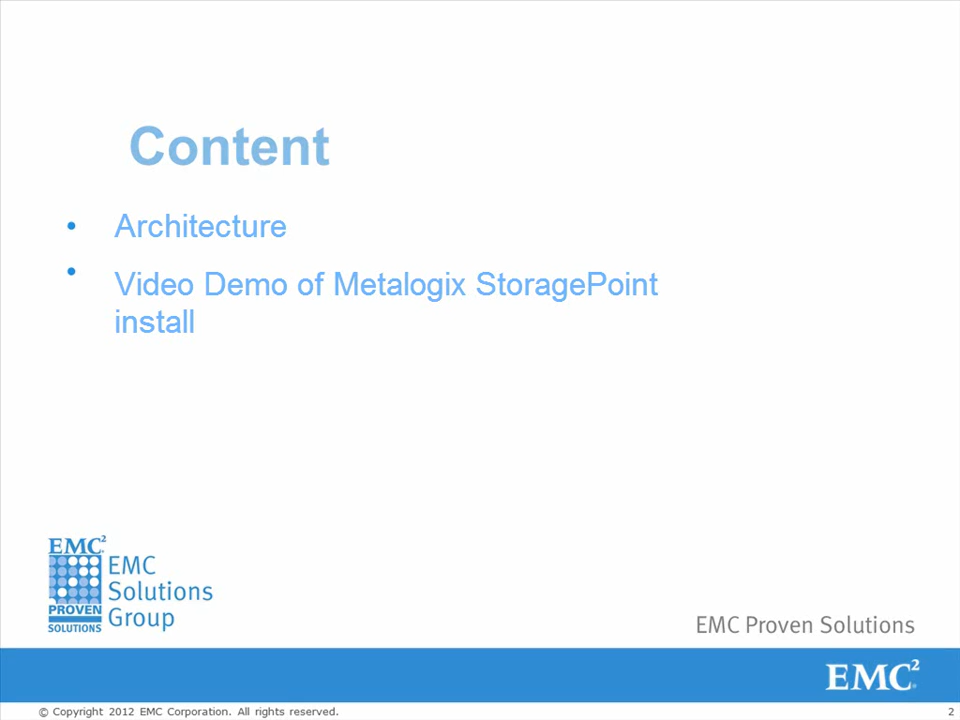 Content
• Architecture
• Video Demo of Metalogix StoragePoint
install
EMC²
PROVEN
SOLUTIONS
EMC
Solutions
Group
EMC Proven Solutions
EMC²
© Copyright 2012 EMC Corporation. All rights reserved.
2